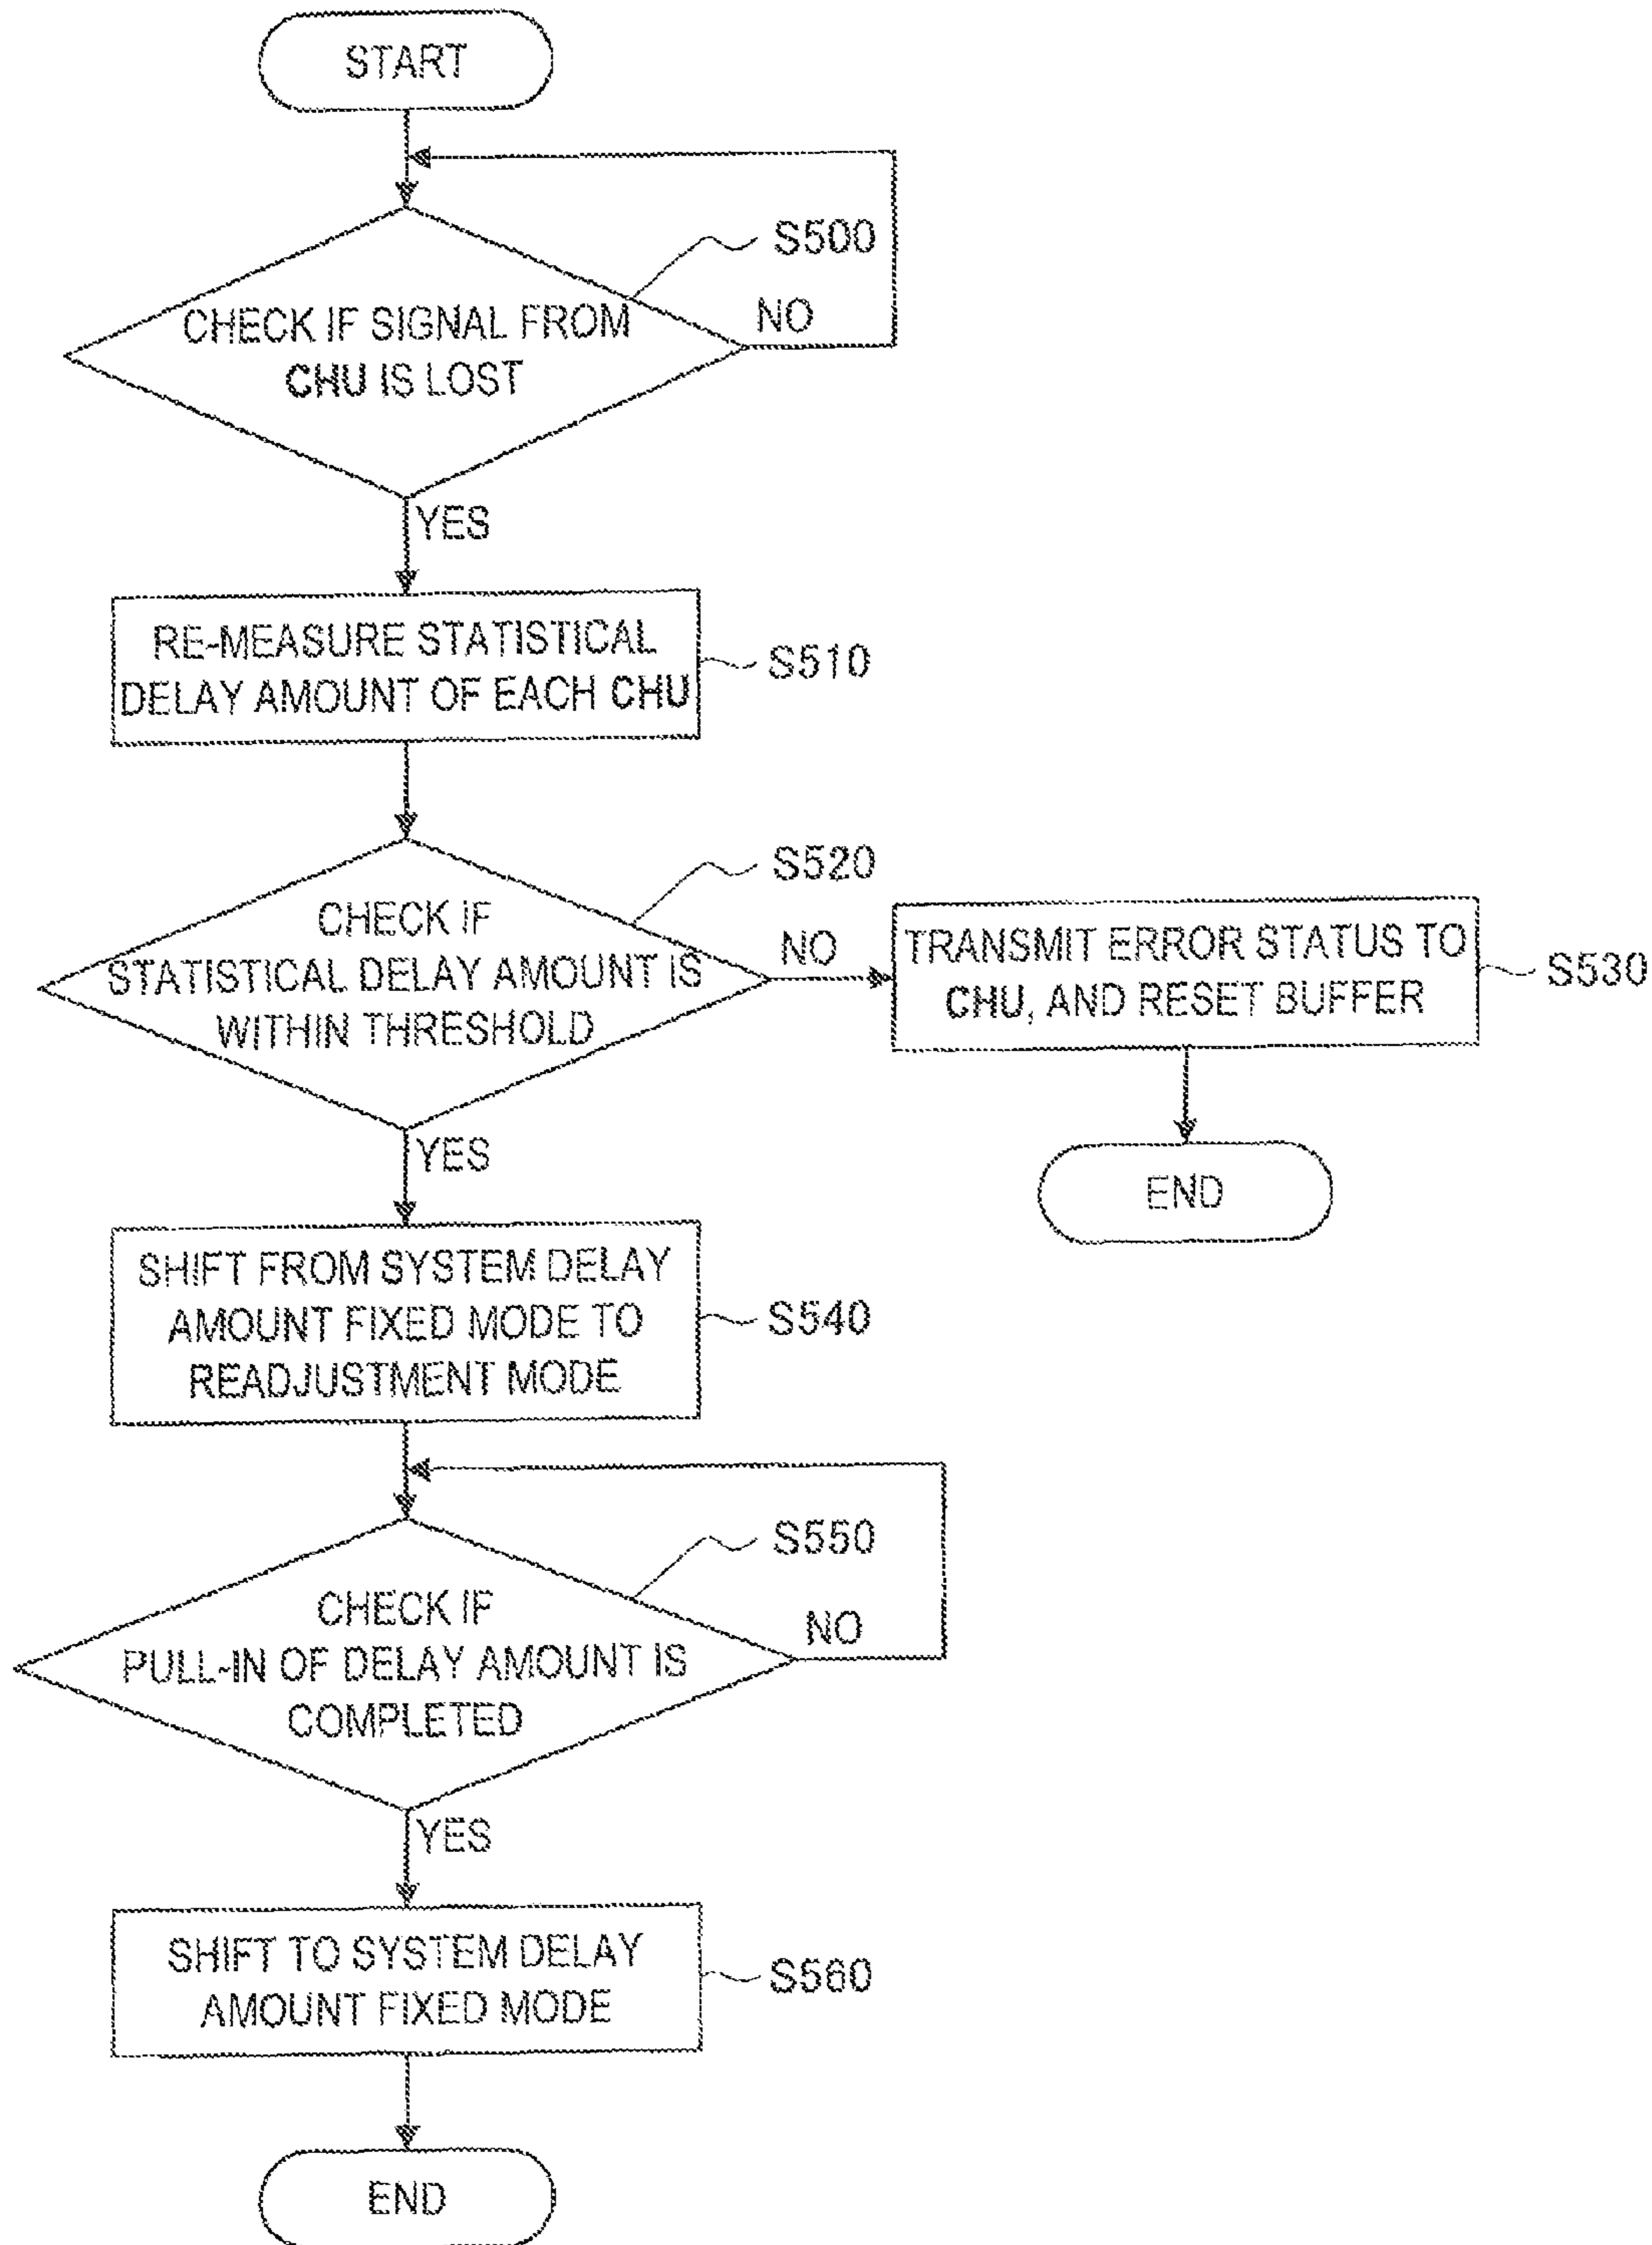 START
S500
CHECK IF SIGNAL FROM
CHU IS LOST
NO
YES
RE-MEASURE STATISTICAL
DELAY AMOUNT OF EACH CHU
S510
S520
CHECK IF
STATISTICAL DELAY AMOUNT IS
WITHIN THRESHOLD
NO
TRANSMIT ERROR STATUS TO
CHU, AND RESET BUFFER
S530
END
YES
SHIFT FROM SYSTEM DELAY
AMOUNT FIXED MODE TO
READJUSTMENT MODE
S540
S550
CHECK IF
PULL-IN OF DELAY AMOUNT IS
COMPLETED
NO
YES
SHIFT TO SYSTEM DELAY
AMOUNT FIXED MODE
S560
END